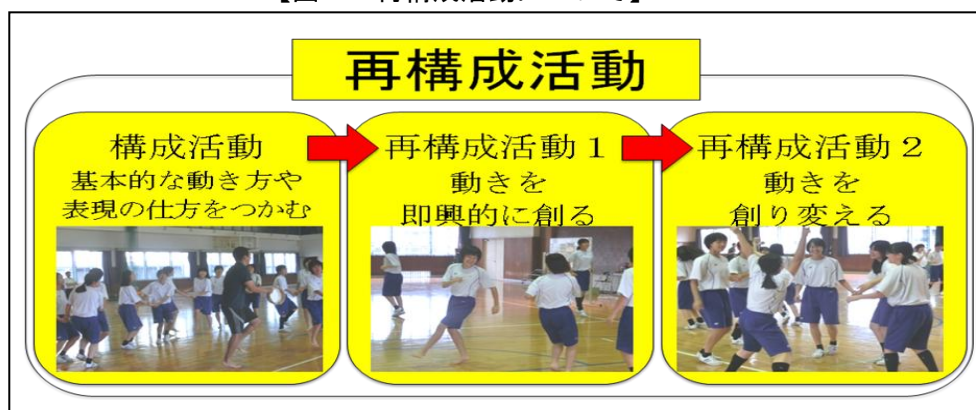 再構成活動
構成活動
基本的な動き方や
表現の仕方をつかむ
再構成活動1
動きを
即興的に創る
再構成活動2
動きを
創り変える